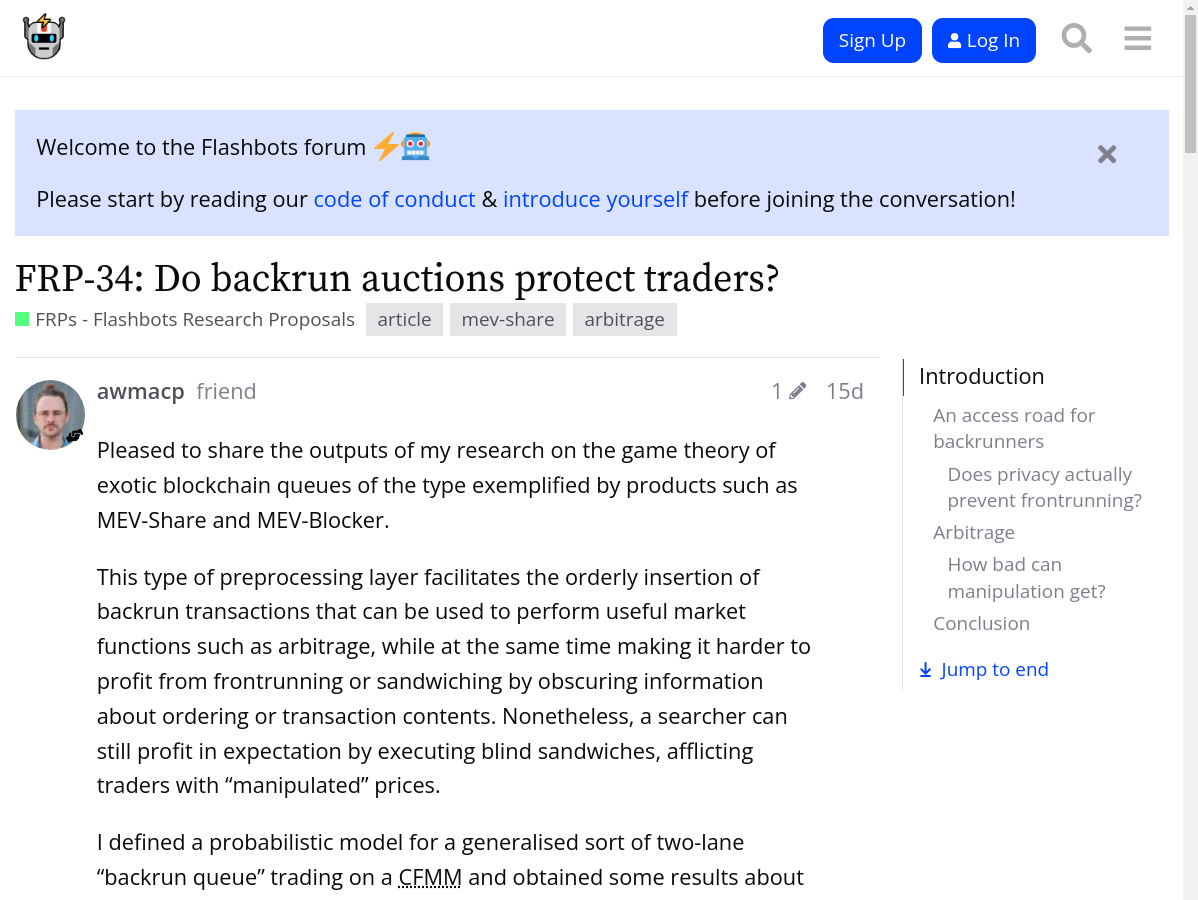 Sign Up
Log In
Welcome to the Flashbots forum
Please start by reading our code of conduct & introduce yourself before joining the conversation!
FRP-34: Do backrun auctions protect traders?
FRPs - Flashbots Research Proposals
article
mev-share
arbitrage
awmacp friend
1
15d
Pleased to share the outputs of my research on the game theory of
exotic blockchain queues of the type exemplified by products such as
MEV-Share and MEV-Blocker.
This type of preprocessing layer facilitates the orderly insertion of
backrun transactions that can be used to perform useful market
functions such as arbitrage, while at the same time making it harder to
profit from frontrunning or sandwiching by obscuring information
about ordering or transaction contents. Nonetheless, a searcher can
still profit in expectation by executing blind sandwiches, afflicting
traders with “manipulated” prices.
I defined a probabilistic model for a generalised sort of two-lane
“backrun queue” trading on a CFMM and obtained some results about
Introduction
An access road for
backrunners
Does privacy actually
prevent frontrunning?
Arbitrage
How bad can
manipulation get?
Conclusion
Jump to end